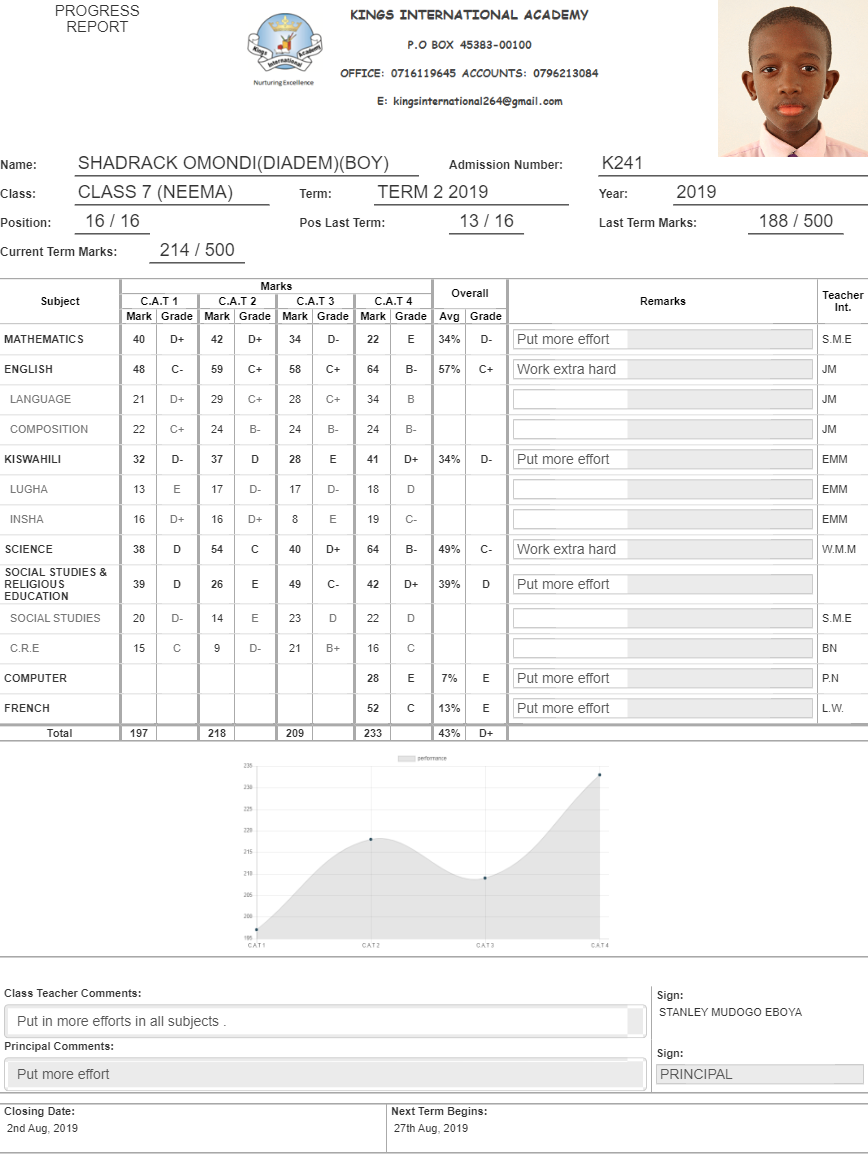 PROGRESS
REPORT
KINGS INTERNATIONAL ACADEMY
P.O BOX 45383-00100
OFFICE: 0716119645 ACCOUNTS: 0796213084
E: kingsinternational264@gmail.com
Kings Academy
International
Nurturing Excellence
Name: SHADRACK OMONDI(DIADEM)(BOY) Admission Number: K241
Class: CLASS 7 (NEEMA) Term: TERM 2 2019 Year: 2019
Position: 16 / 16 Pos Last Term: 13 / 16 Last Term Marks: 188 / 500
Current Term Marks: 214 / 500
Subject Marks Overall Remarks Teacher Int.
C.A.T 1 C.A.T 2 C.A.T 3 C.A.T 4
Mark Grade Mark Grade Mark Grade Mark Grade Avg Grade
MATHEMATICS 40 D+ 42 D+ 34 D- 22 E 34% D- Put more effort S.M.E
ENGLISH 48 C- 59 C+ 58 C+ 64 B- 57% C+ Work extra hard JM
LANGUAGE 21 D+ 29 C+ 28 C+ 34 B JM
COMPOSITION 22 C+ 24 B- 24 B- 24 B- JM
KISWAHILI 32 D- 37 D 28 E 41 D+ 34% D- Put more effort EMM
LUGHA 13 E 17 D- 17 D- 18 D EMM
INSHA 16 D+ 16 D+ 8 E 19 C- EMM
SCIENCE 38 D 54 C 40 D+ 64 B- 49% C- Work extra hard W.M.M
SOCIAL STUDIES &
RELIGIOUS
EDUCATION 39 D 26 E 49 C- 42 D+ 39% D Put more effort
SOCIAL STUDIES 20 D- 14 E 23 D 22 D S.M.E
C.R.E 15 C 9 D- 21 B+ 16 C BN
COMPUTER 28 E 7% E Put more effort P.N
FRENCH 52 C 13% E Put more effort L.W.
Total 197 218 209 233 43% D+
performance
235
230
225
220
215
210
205
200
195
C.A.T 1 C.A.T 2 C.A.T 3 C.A.T 4
Class Teacher Comments:
Put in more efforts in all subjects .
Sign:
STANLEY MUDOGO EBOYA
Principal Comments:
Put more effort
Sign:
PRINCIPAL
Closing Date:
2nd Aug, 2019
Next Term Begins:
27th Aug, 2019